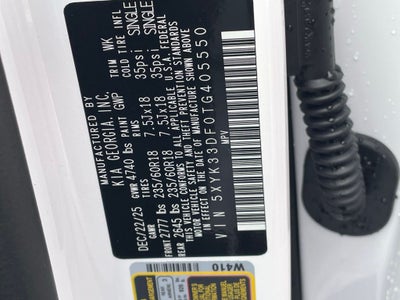 MANUFACTURED BY
KIA GEORGIA, INC.
DEC/22/25 PAINT GWP TRIM WK
GVWR 4740 lbs
GAWR TIRES RIMS COLD TIRE INFL
FRT 2777 lbs 235/60R18 7.5Jx18 35psi SINGLE
REAR 2645 lbs 235/60R18 7.5Jx18 35psi SINGLE
THIS VEHICLE CONFORMS TO ALL APPLICABLE U.S.A. FEDERAL
MOTOR VEHICLE SAFETY AND THEFT PREVENTION STANDARDS
IN EFFECT ON THE DATE OF MANUFACTURE SHOWN ABOVE.
VIN 5XYK33DF0TG405550
MPV
W410